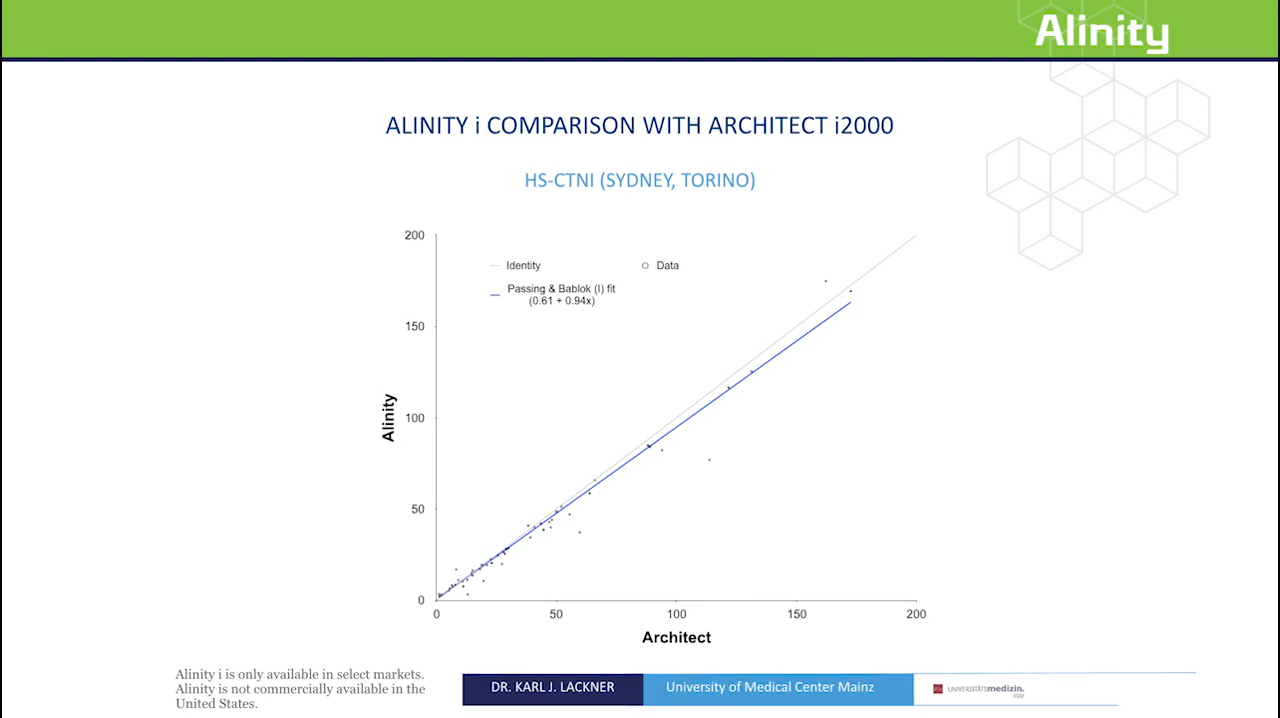 Alinity
ALINITY i COMPARISON WITH ARCHITECT i2000
HS-CTNI (SYDNEY, TORINO)
200
150
100
50
0
Alinity
Identity
Data
Passing & Bablok (I) fit
(0.61 + 0.94x)
0
50
100
150
200
Architect
Alinity i is only available in select markets.
Alinity is not commercially available in the
United States.
DR. KARL J. LACKNER
University of Medical Center Mainz
UNIVERSITÄTSmedizin.